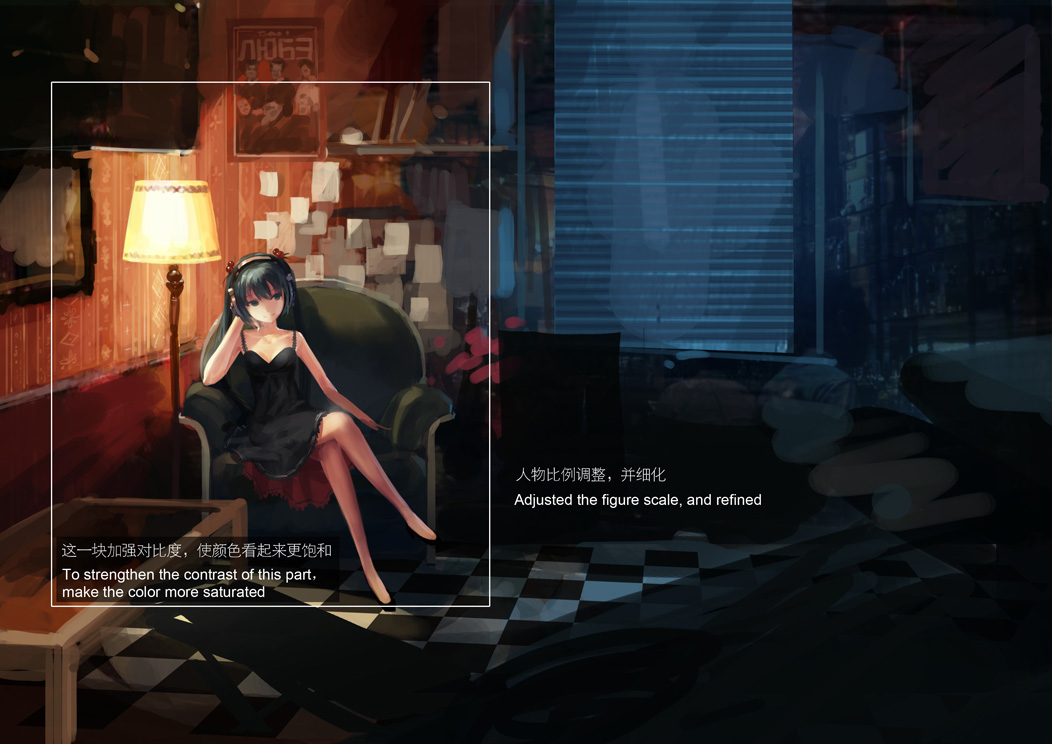 ЛЮБЭ
人物比例调整，并细化
Adjusted the figure scale, and refined
这一块加强对比度，使颜色看起来更饱和
To strengthen the contrast of this part,
make the color more saturated